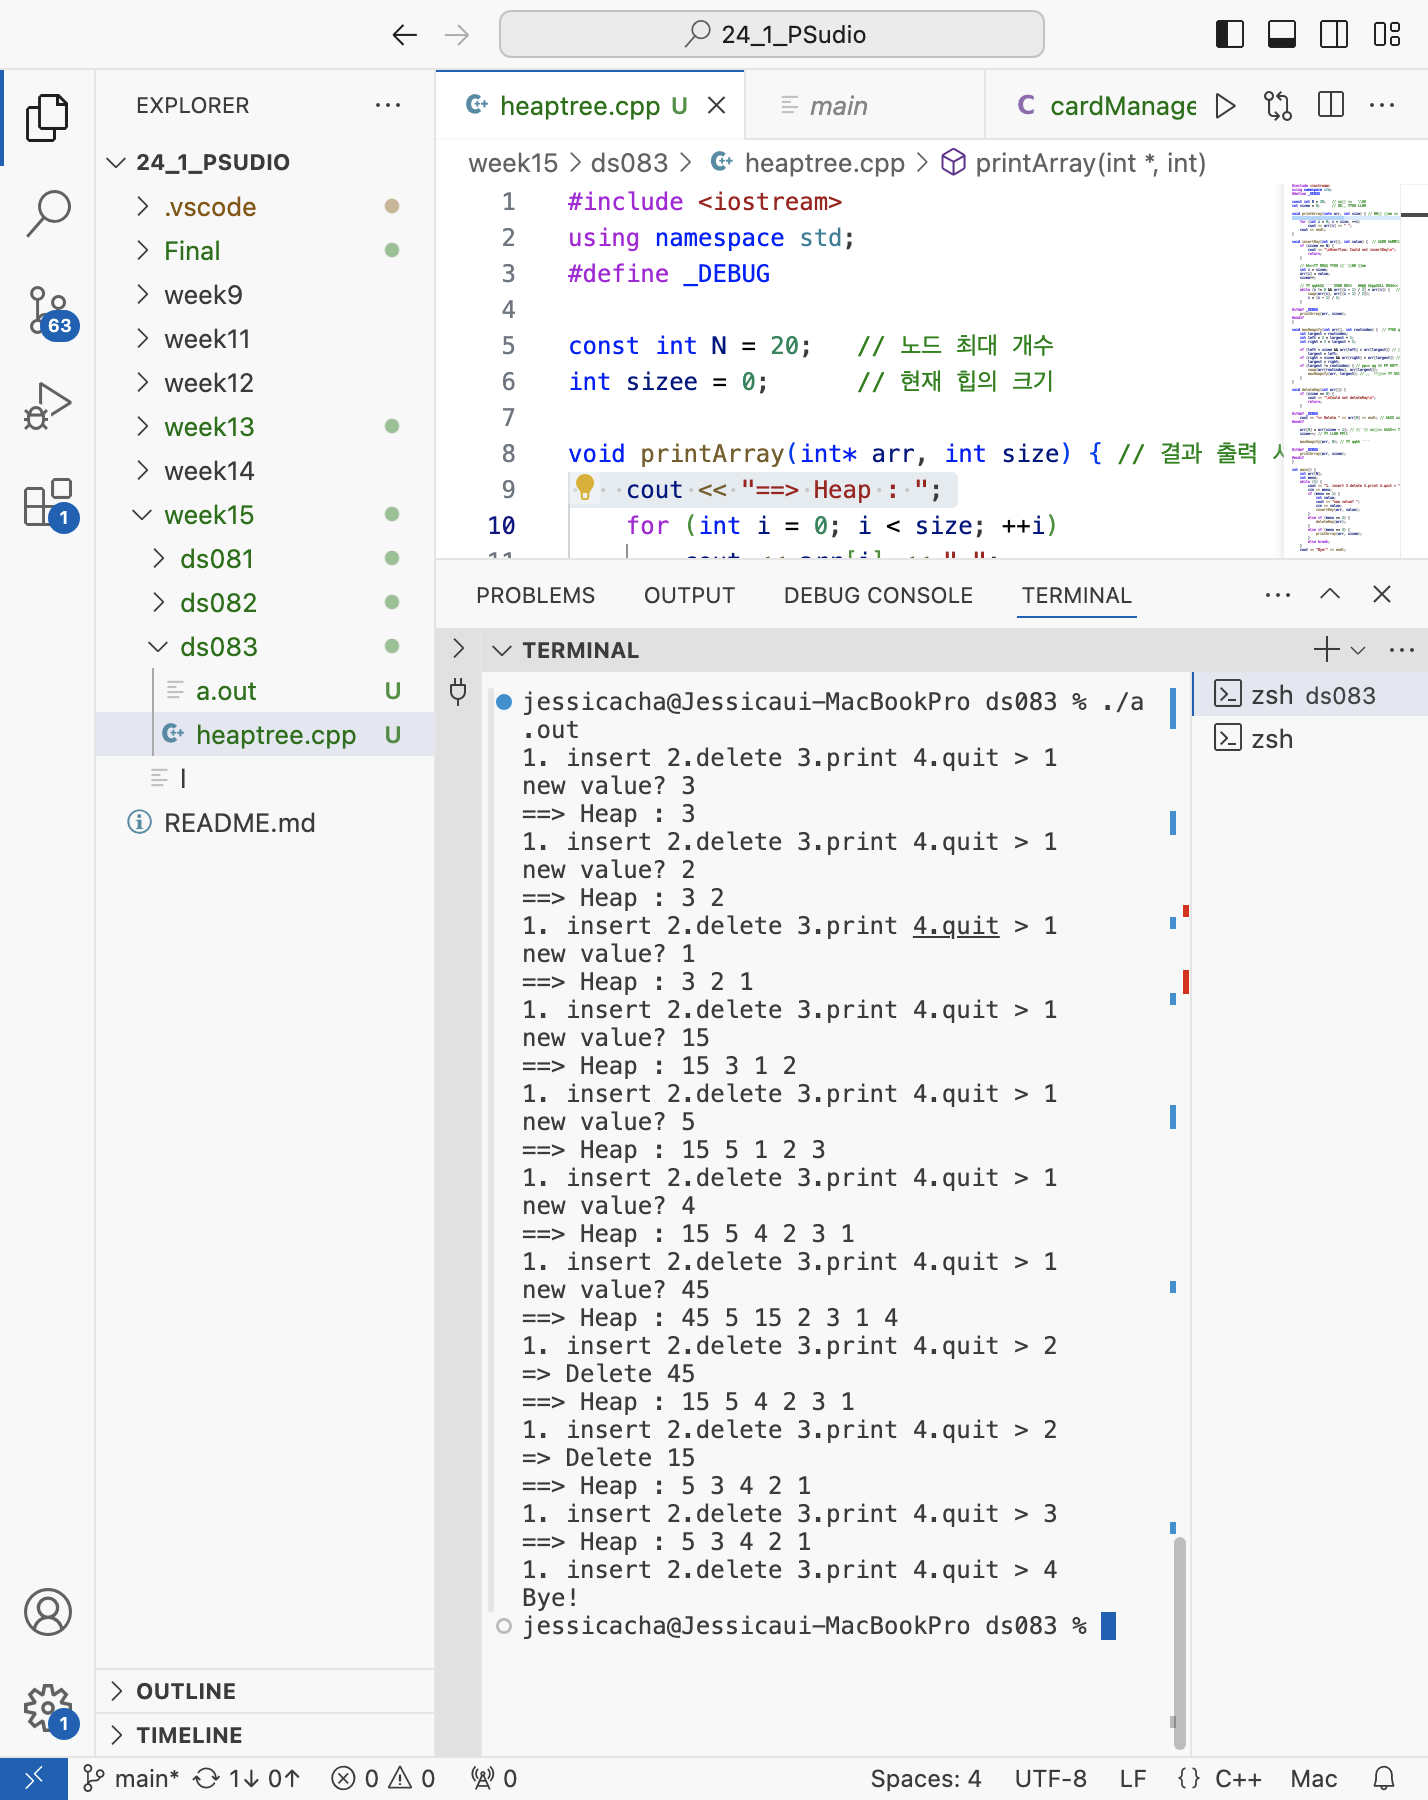 24_1_PSudio
EXPLORER
24_1_PSUDIO
.vscode
Final
week9
week11
week12
week13
week14
week15
ds081
ds082
ds083
a.out U
heaptree.cpp U
l
README.md
OUTLINE
TIMELINE
63
1
1
heaptree.cpp U
main
C cardManage
week15 > ds083 > heaptree.cpp > printArray(int *, int)
1 #include <iostream>
2 using namespace std;
3 #define _DEBUG
4
5 const int N = 20; // 노드 최대 개수
6 int sizee = 0; // 현재 힙의 크기
7
8 void printArray(int* arr, int size) { // 결과 출력
9 cout << "==> Heap : ";
10 for (int i = 0; i < size; ++i)
11 cout << arr[i] << " ";
PROBLEMS OUTPUT DEBUG CONSOLE TERMINAL
TERMINAL
jessicacha@Jessicaui-MacBookPro ds083 % ./a
.out
1. insert 2.delete 3.print 4.quit > 1
new value? 3
==> Heap : 3
1. insert 2.delete 3.print 4.quit > 1
new value? 2
==> Heap : 3 2
1. insert 2.delete 3.print 4.quit > 1
new value? 1
==> Heap : 3 2 1
1. insert 2.delete 3.print 4.quit > 1
new value? 15
==> Heap : 15 3 1 2
1. insert 2.delete 3.print 4.quit > 1
new value? 5
==> Heap : 15 5 1 2 3
1. insert 2.delete 3.print 4.quit > 1
new value? 4
==> Heap : 15 5 4 2 3 1
1. insert 2.delete 3.print 4.quit > 1
new value? 45
==> Heap : 45 5 15 2 3 1 4
1. insert 2.delete 3.print 4.quit > 2
=> Delete 45
==> Heap : 15 5 4 2 3 1
1. insert 2.delete 3.print 4.quit > 2
=> Delete 15
==> Heap : 5 3 4 2 1
1. insert 2.delete 3.print 4.quit > 3
==> Heap : 5 3 4 2 1
1. insert 2.delete 3.print 4.quit > 4
Bye!
jessicacha@Jessicaui-MacBookPro ds083 %
zsh ds083
zsh
main* 1↓ 0↑ 0 0 0 Spaces: 4 UTF-8 LF {} C++ Mac